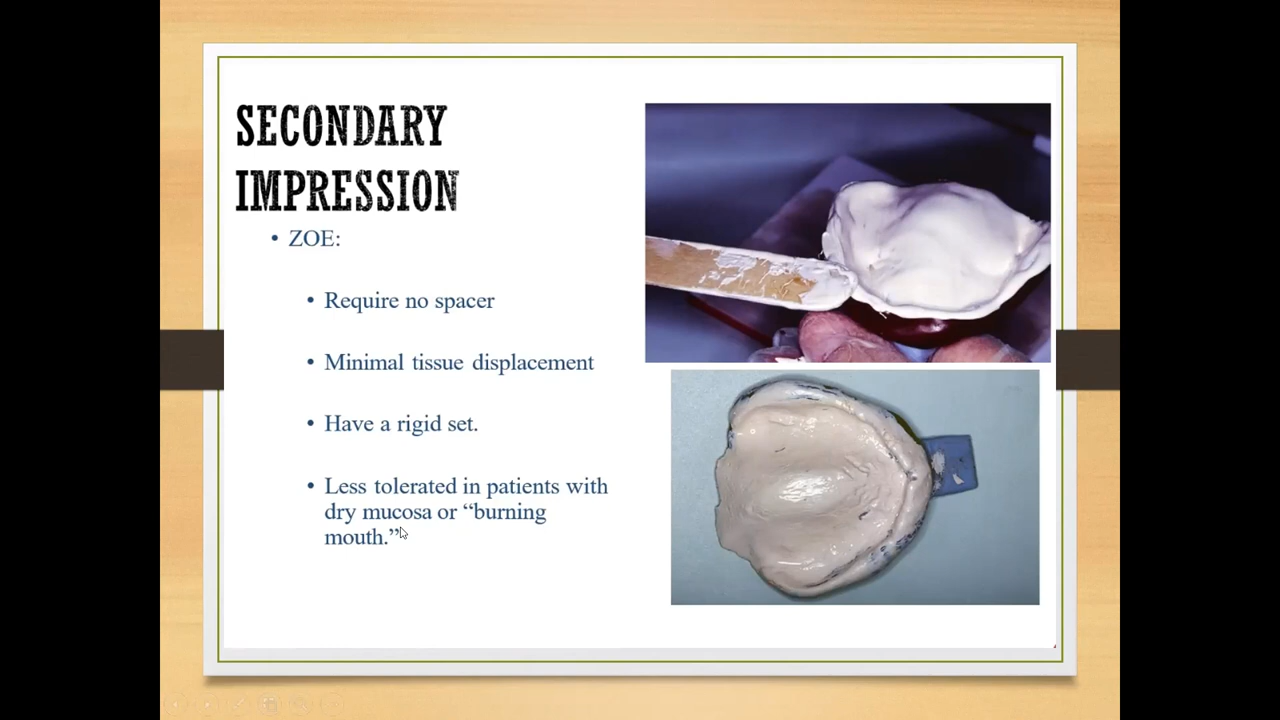 SECONDARY
IMPRESSION
• ZOE:
• Require no spacer
• Minimal tissue displacement
• Have a rigid set.
• Less tolerated in patients with
dry mucosa or “burning
mouth.”